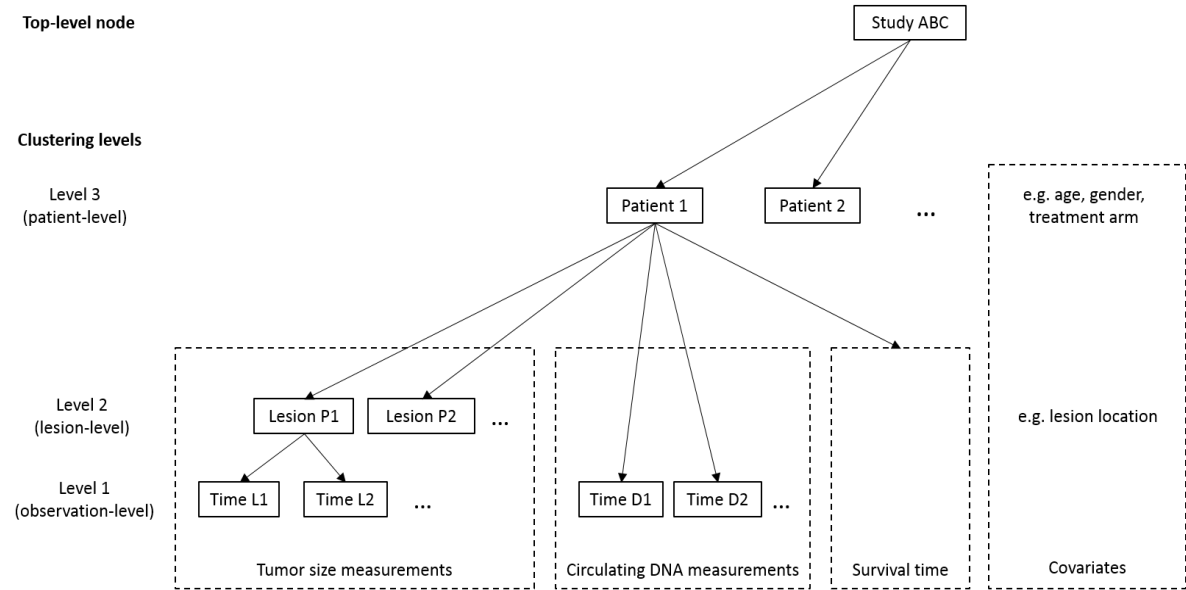 Top-level node
Study ABC
Clustering levels
Level 3
(patient-level)
Patient 1
Patient 2
...
e.g. age, gender,
treatment arm
Level 2
(lesion-level)
Lesion P1
Lesion P2
...
e.g. lesion location
Level 1
(observation-level)
Time L1
Time L2
...
Time D1
Time D2
...
Tumor size measurements
Circulating DNA measurements
Survival time
Covariates